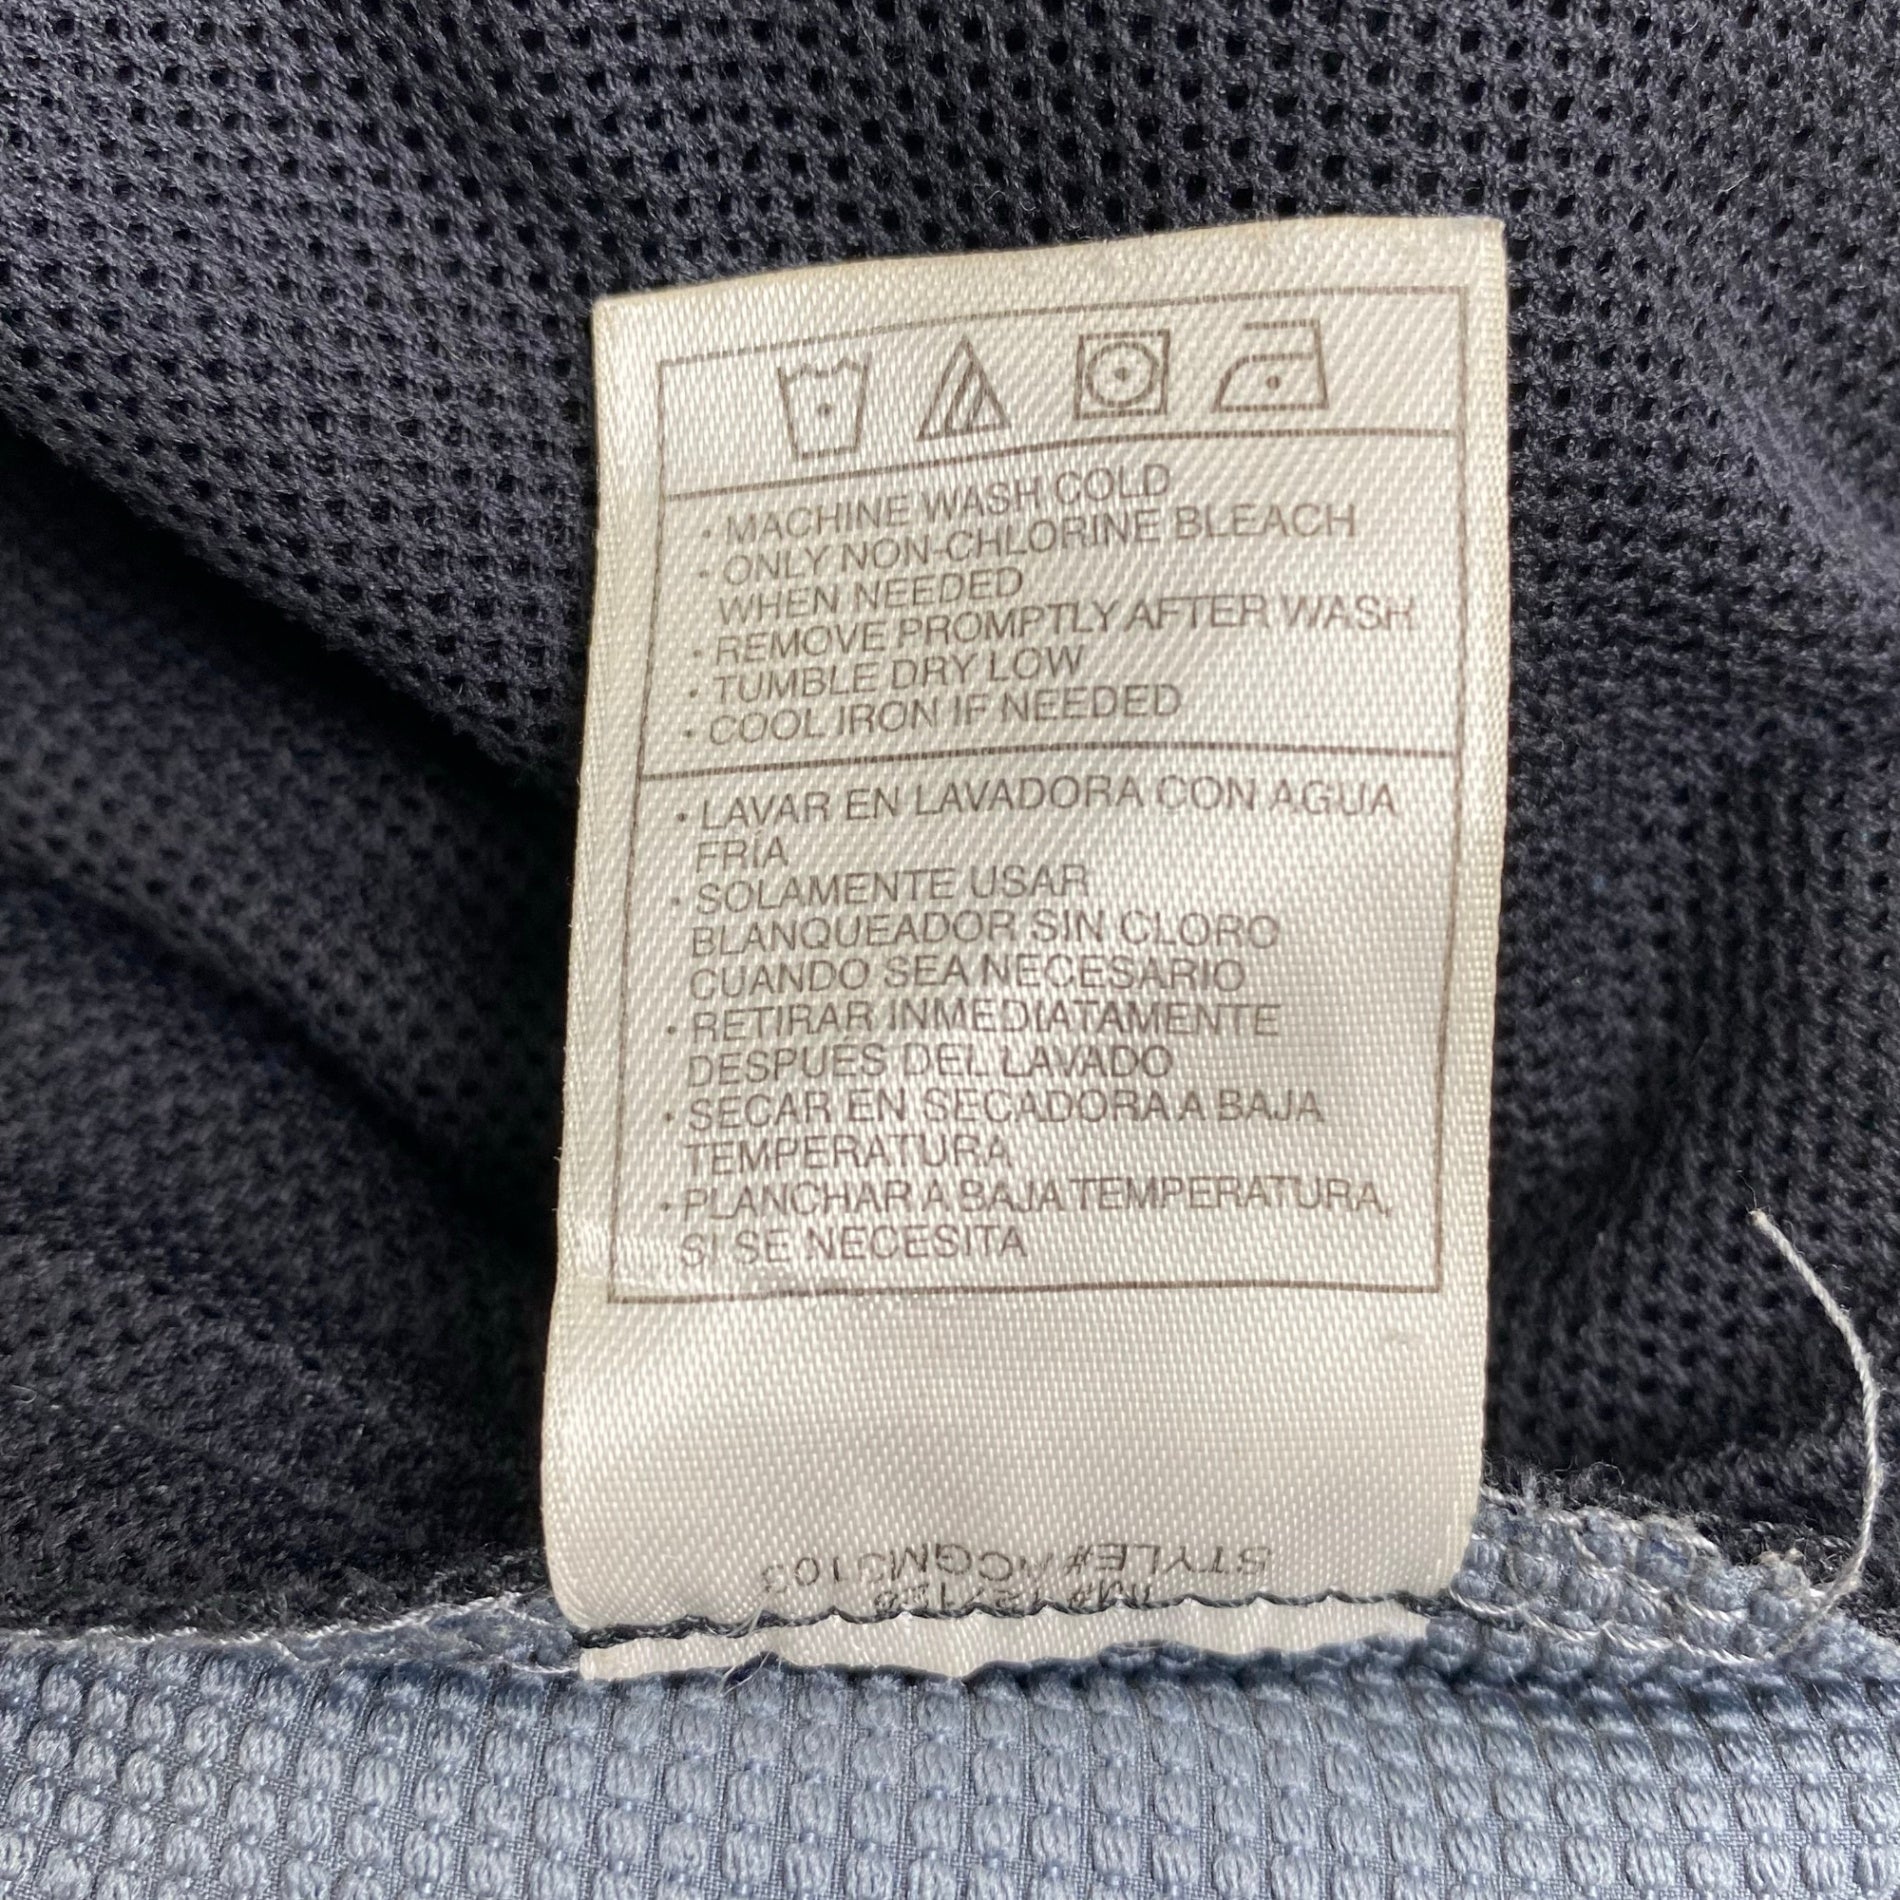 • MACHINE WASH COLD
• ONLY NON-CHLORINE BLEACH
WHEN NEEDED
• REMOVE PROMPTLY AFTER WASH
• TUMBLE DRY LOW
• COOL IRON IF NEEDED
• LAVAR EN LAVADORA CON AGUA
FRÍA
• SOLAMENTE USAR
BLANQUEADOR SIN CLORO
CUANDO SEA NECESARIO
• RETIRAR INMEDIATAMENTE
DESPUÉS DEL LAVADO
• SECAR EN SECADORA A BAJA
TEMPERATURA
• PLANCHAR A BAJA TEMPERATURA,
SI SE NECESITA